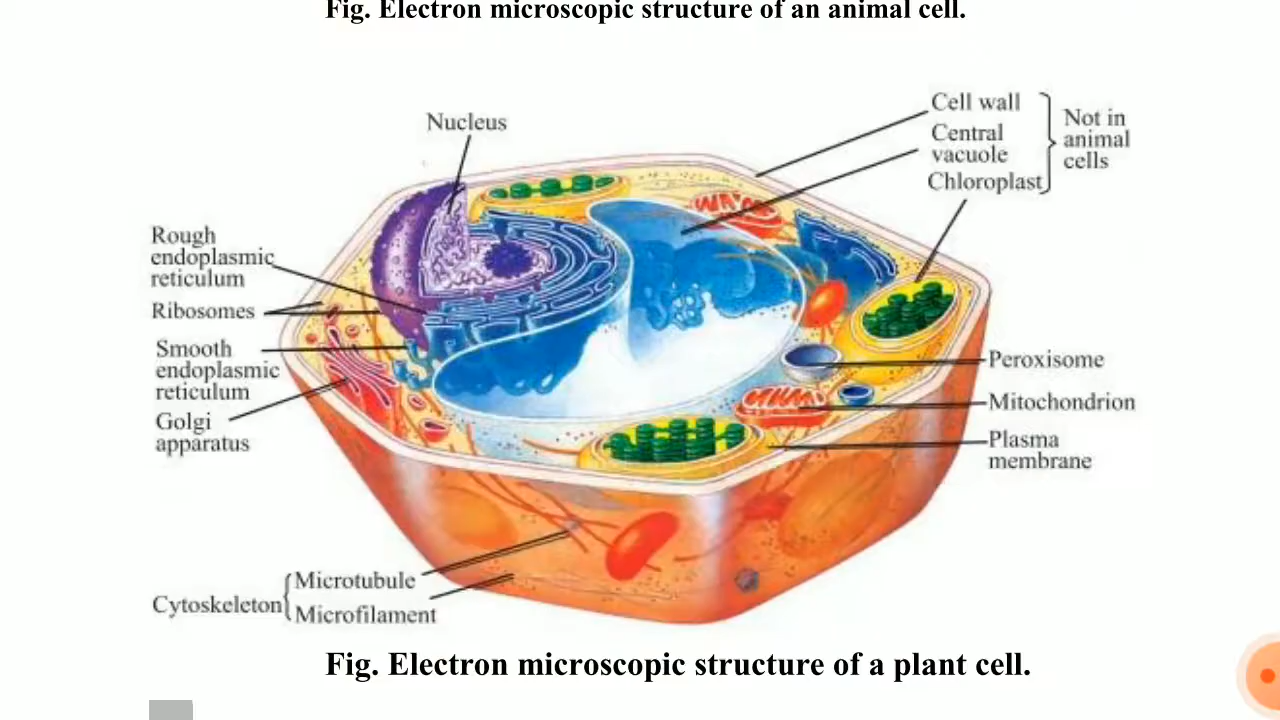 Fig. Electron microscopic structure of an animal cell.
Nucleus
Cell wall
Central
vacuole
Chloroplast
Not in
animal
cells
Rough
endoplasmic
reticulum
Ribosomes
Smooth
endoplasmic
reticulum
Golgi
apparatus
Peroxisome
Mitochondrion
Plasma
membrane
Cytoskeleton
Microtubule
Microfilament
Fig. Electron microscopic structure of a plant cell.